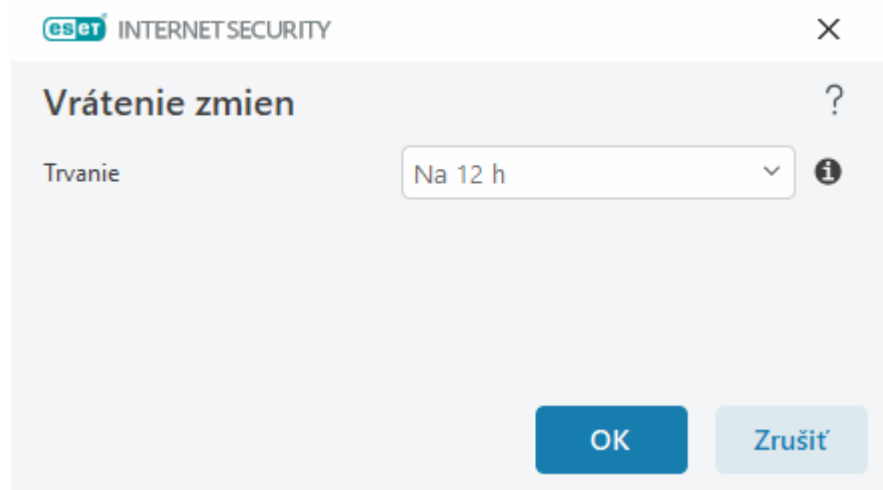 eset INTERNET SECURITY
Vrátenie zmien
Trvanie
Na 12 h
OK
Zrušiť